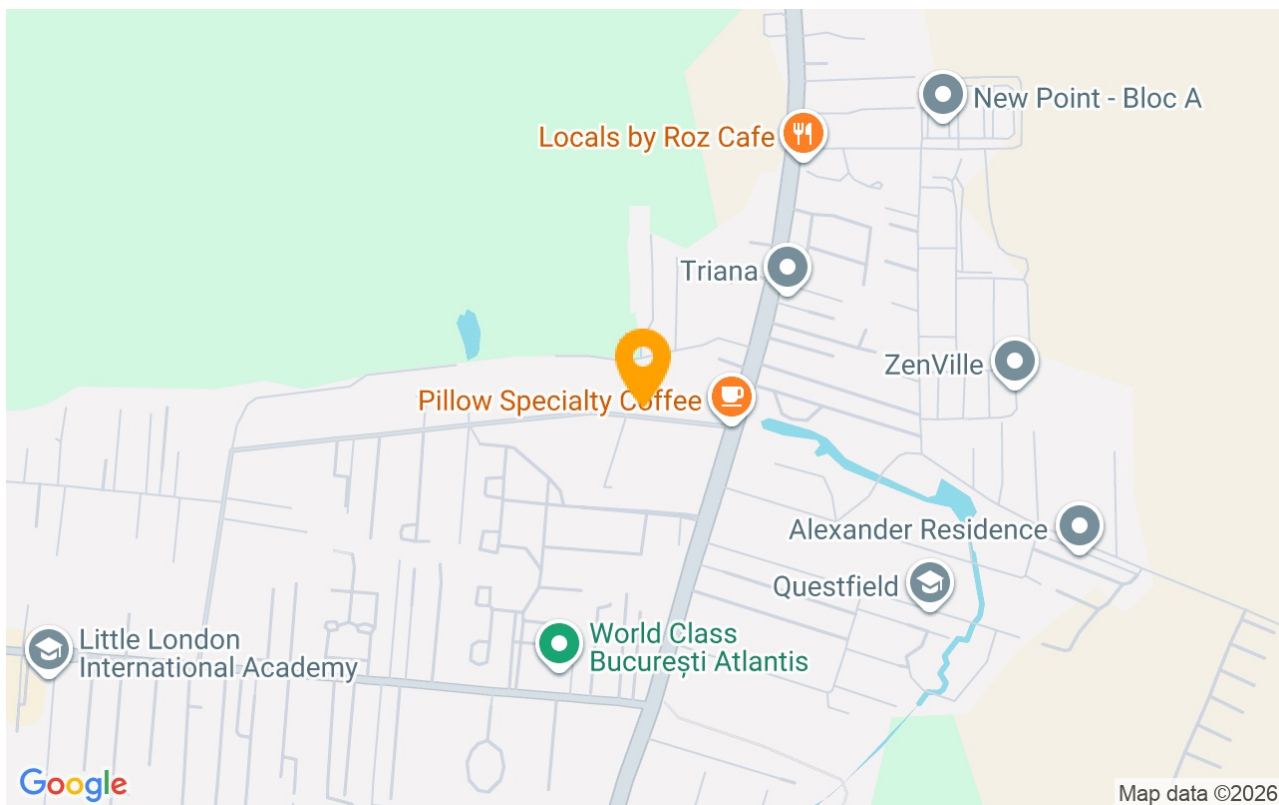 New Point - Bloc A
Locals by Roz Cafe
Triana
ZenVille
Pillow Specialty Coffee
Alexander Residence
Questfield
World Class
București Atlantis
Little London
International Academy
Google
Map data ©2026